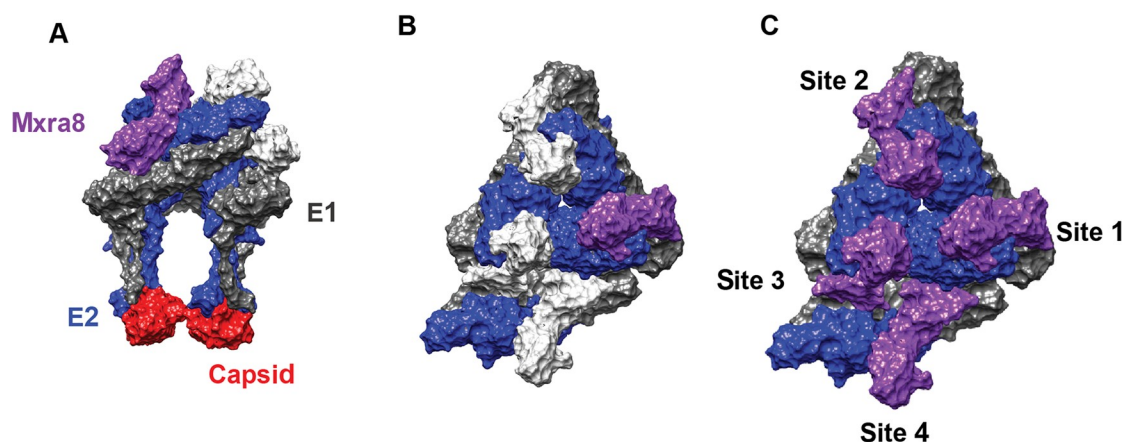 A
B
C
Mxra8
E1
E2
Capsid
Site 2
Site 1
Site 3
Site 4